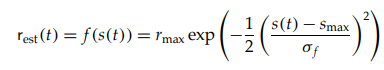 r_est(t) = f(s(t)) = r_max exp(−1/2((s(t) − s_max)/σ_f)²)